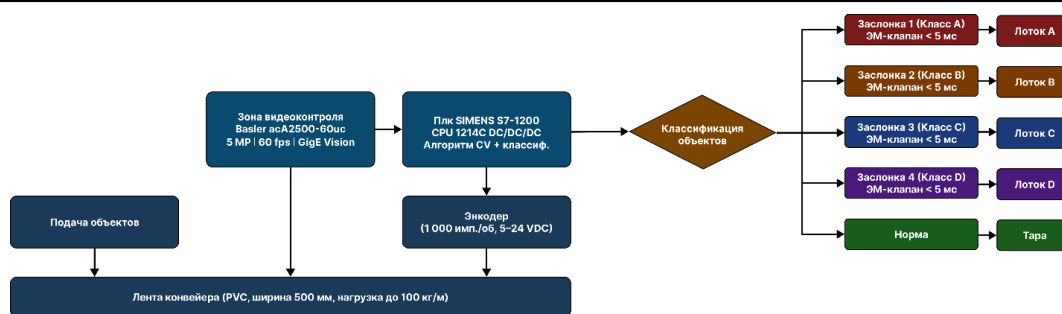 Заслонка 1 (Класс А)
ЭМ-клапан < 5 мс
Лоток А
Заслонка 2 (Класс B)
ЭМ-клапан < 5 мс
Лоток B
Зона видеоконтроля
Basler acA2500-60uc
5 MP | 60 fps | GigE Vision
Плк SIMENS S7-1200
CPU 1214C DC/DC/DC
Алгоритм CV + классиф.
Классификация
объектов
Заслонка 3 (Класс C)
ЭМ-клапан < 5 мс
Лоток C
Заслонка 4 (Класс D)
ЭМ-клапан < 5 мс
Лоток D
Подача объектов
Энкодер
(1 000 имп./об, 5–24 VDC)
Норма
Тара
Лента конвейера (PVC, ширина 500 мм, нагрузка до 100 кг/м)